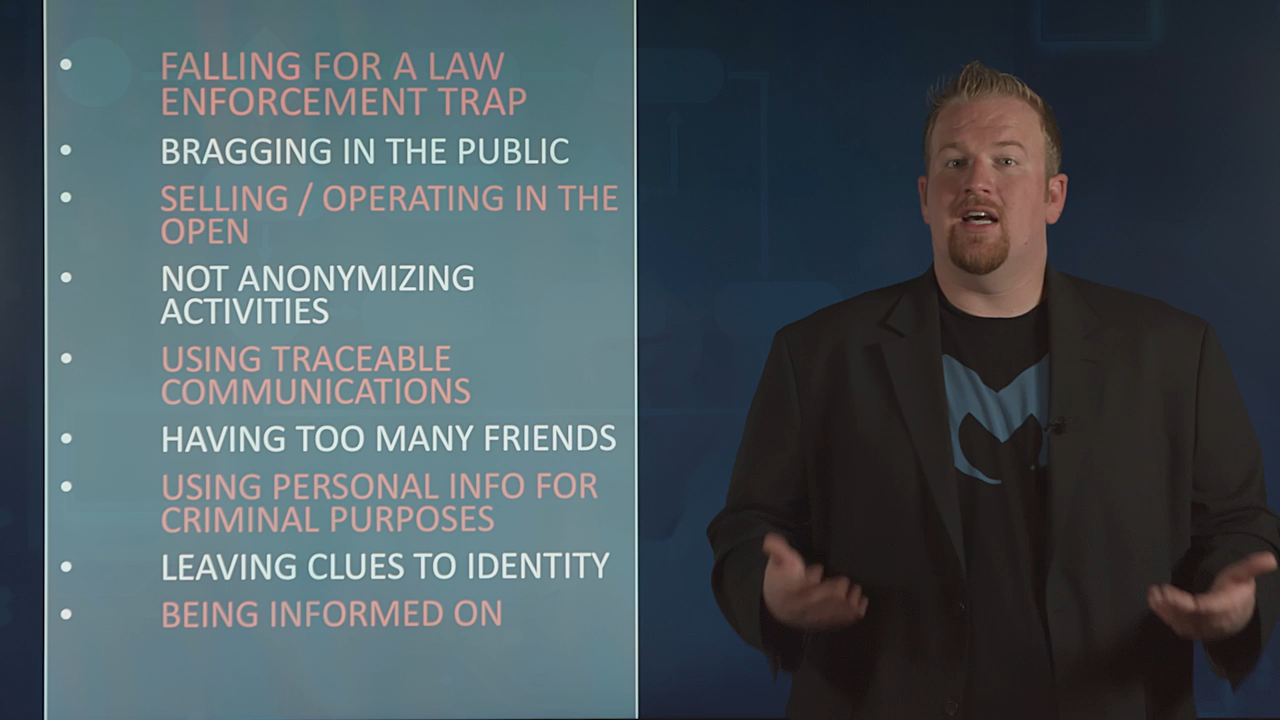 FALLING FOR A LAW
ENFORCEMENT TRAP
BRAGGING IN THE PUBLIC
SELLING / OPERATING IN THE
OPEN
NOT ANONYMIZING
ACTIVITIES
USING TRACEABLE
COMMUNICATIONS
HAVING TOO MANY FRIENDS
USING PERSONAL INFO FOR
CRIMINAL PURPOSES
LEAVING CLUES TO IDENTITY
BEING INFORMED ON